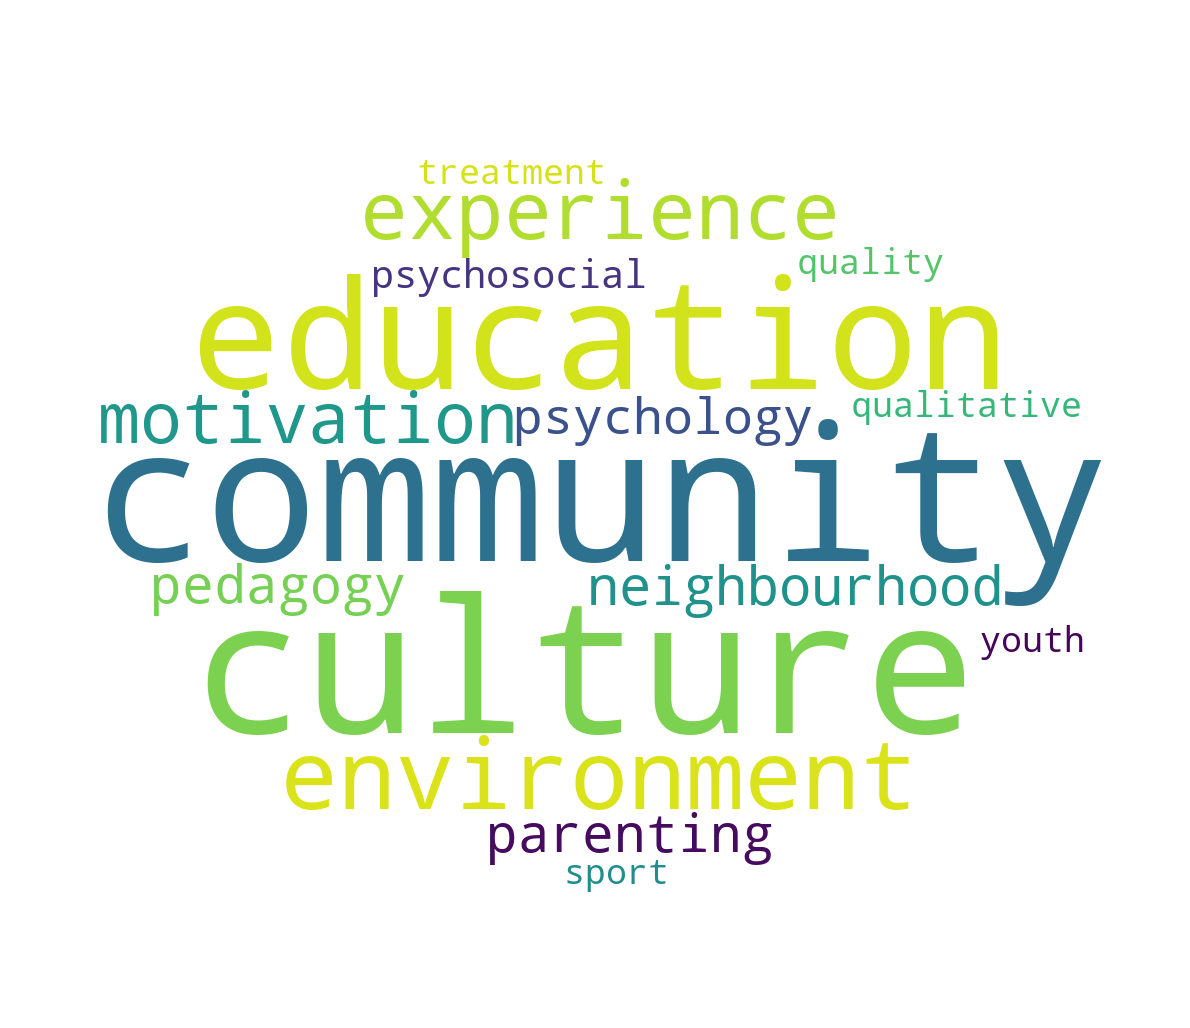 treatment
experience
psychosocial quality
education
motivation psychology qualitative
community
pedagogy neighbourhood
culture youth
environment
parenting
sport